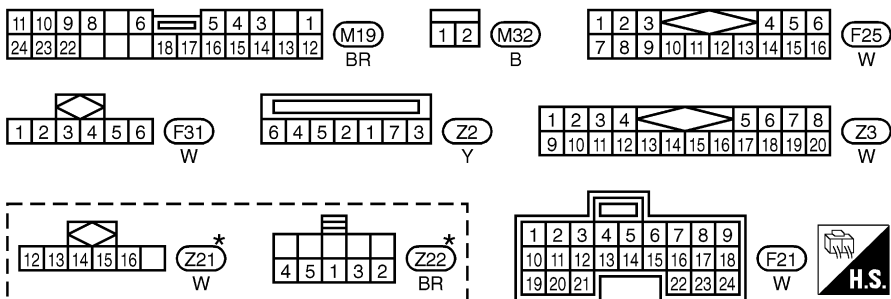 11 10 9 8 6 5 4 3 1
24 23 22 18 17 16 15 14 13 12
M19
BR
1 2
M32
B
1 2 3 4 5 6
7 8 9 10 11 12 13 14 15 16
F25
W
1 2 3 4 5 6
F31
W
6 4 5 2 1 7 3
Z2
Y
1 2 3 4 5 6 7 8
9 10 11 12 13 14 15 16 17 18 19 20
Z3
W
12 13 14 15 16
Z21 *
W
4 5 1 3 2
Z22 *
BR
1 2 3 4 5 6 7 8 9
10 11 12 13 14 15 16 17 18
19 20 21 22 23 24
F21
W
H.S.